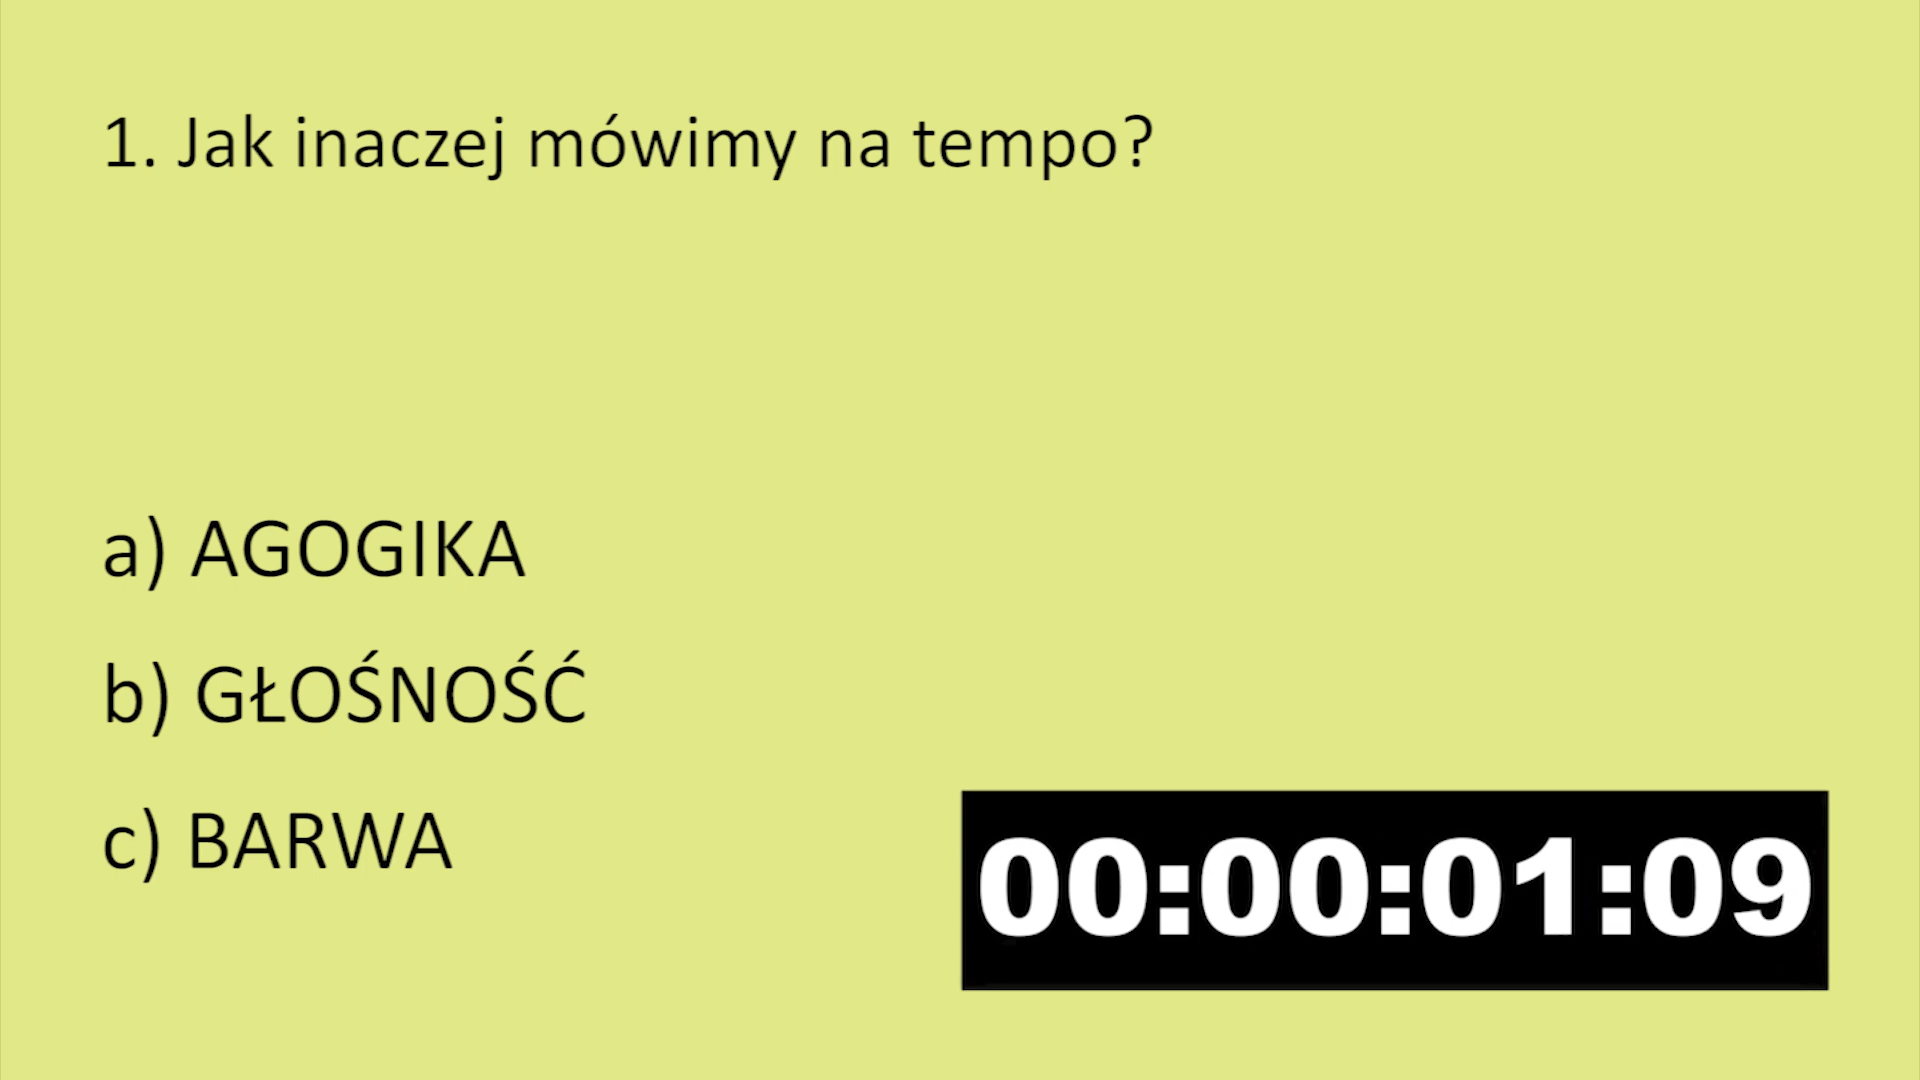 1. Jak inaczej mówimy na tempo?
a) AGOGIKA
b) GŁOŚNOŚĆ
c) BARWA
00:00:01:09